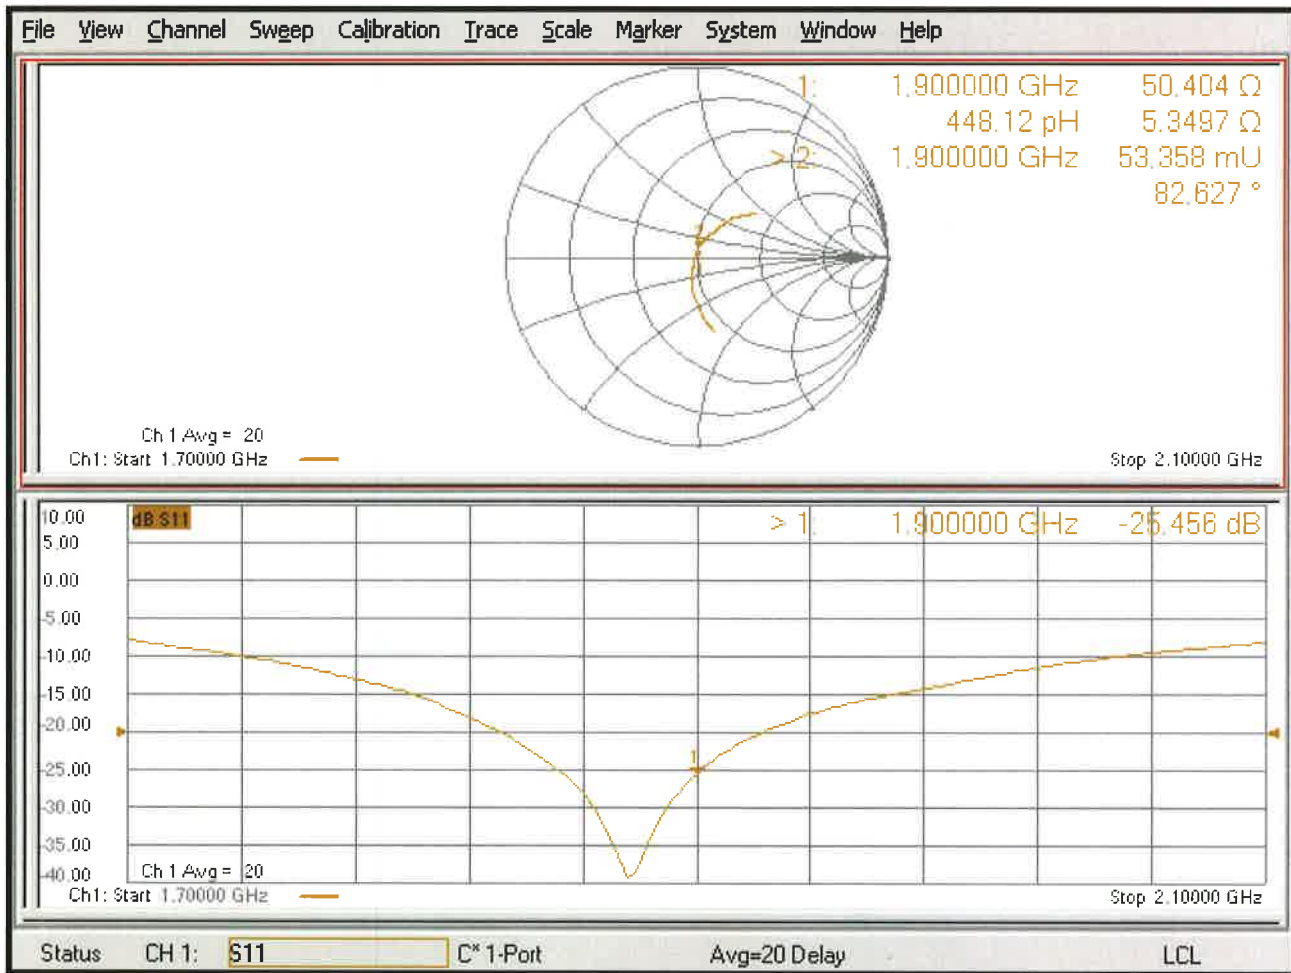 File View Channel Sweep Calibration Trace Scale Marker System Window Help
1: 1.900000 GHz 50.404 Ω
448.12 pH 5.3497 Ω
> 2: 1.900000 GHz 53.358 mU
82.627 °
2
Ch 1 Avg = 20
Ch1: Start 1.70000 GHz Stop 2.10000 GHz
10.00 dB S11 > 1: 1.900000 GHz -25.456 dB
5.00
0.00
-5.00
-10.00
-15.00
-20.00
1
-25.00
-30.00
-35.00
-40.00 Ch 1 Avg = 20
Ch1: Start 1.70000 GHz Stop 2.10000 GHz
Status CH 1: S11 C* 1-Port Avg=20 Delay LCL